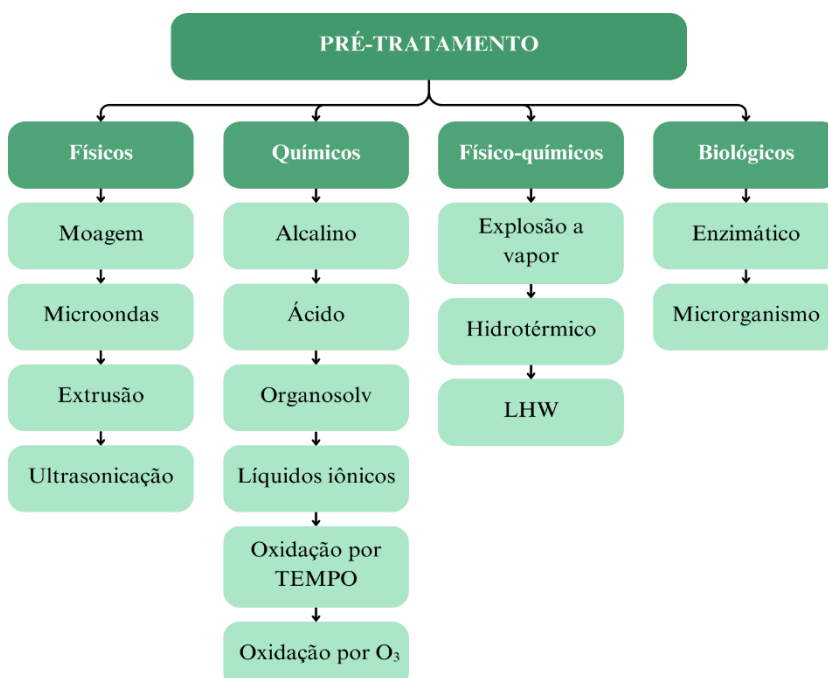 PRÉ-TRATAMENTO
Físicos
Moagem
Microondas
Extrusão
Ultrasonicação
Químicos
Alcalino
Ácido
Organosolv
Líquidos iônicos
Oxidação por
TEMPO
Oxidação por O₃
Físico-químicos
Explosão a
vapor
Hidrotérmico
LHW
Biológicos
Enzimático
Microrganismo